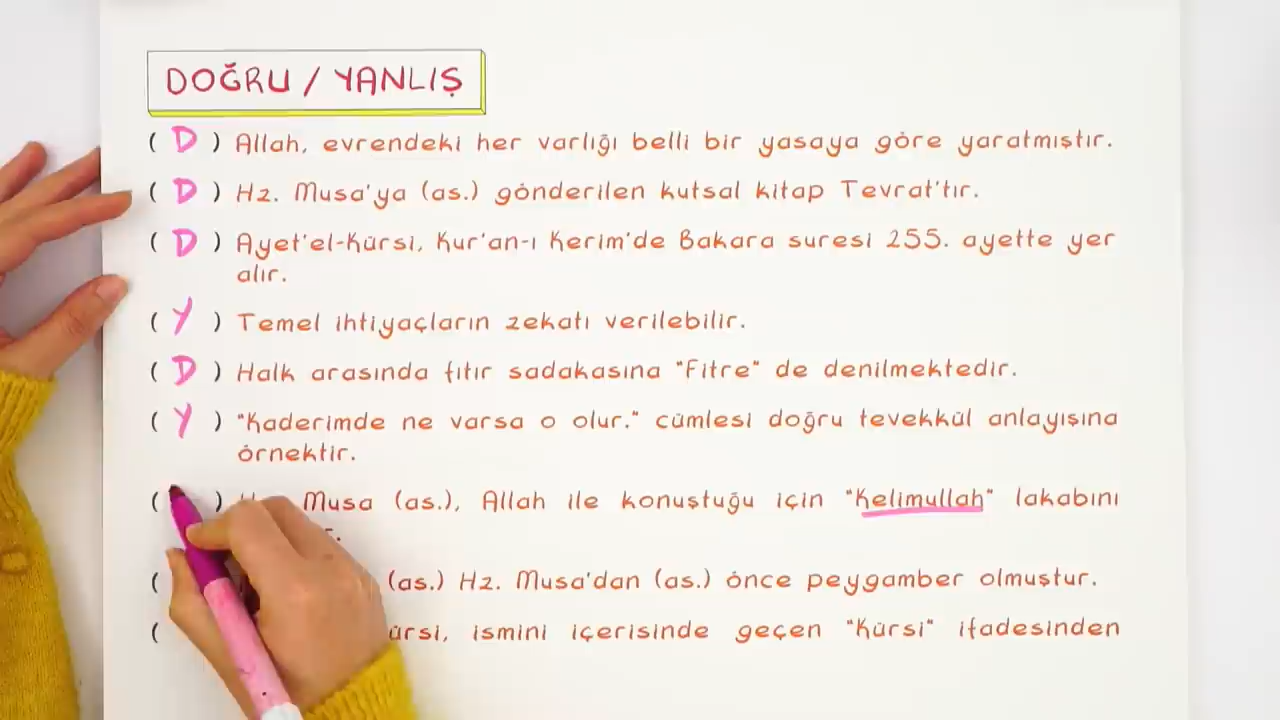 DOĞRU / YANLIŞ
( D ) Allah, evrendeki her varlığı belli bir yasaya göre yaratmıştır.
( D ) Hz. Musa'ya (as.) gönderilen kutsal kitap Tevrat'tır.
( D ) Ayet'el-Kürsi, Kur'an-ı Kerim'de Bakara suresi 255. ayette yer
alır.
( Y ) Temel ihtiyaçların zekatı verilebilir.
( D ) Halk arasında fıtır sadakasına "Fitre" de denilmektedir.
( Y ) "Kaderimde ne varsa o olur." cümlesi doğru tevekkül anlayışına
örnektir.
( ) Musa (as.), Allah ile konuştuğu için "Kelimullah" lakabını
( (as.) Hz. Musa'dan (as.) önce peygamber olmuştur.
( ismini içerisinde geçen "Kürsi" ifadesinden